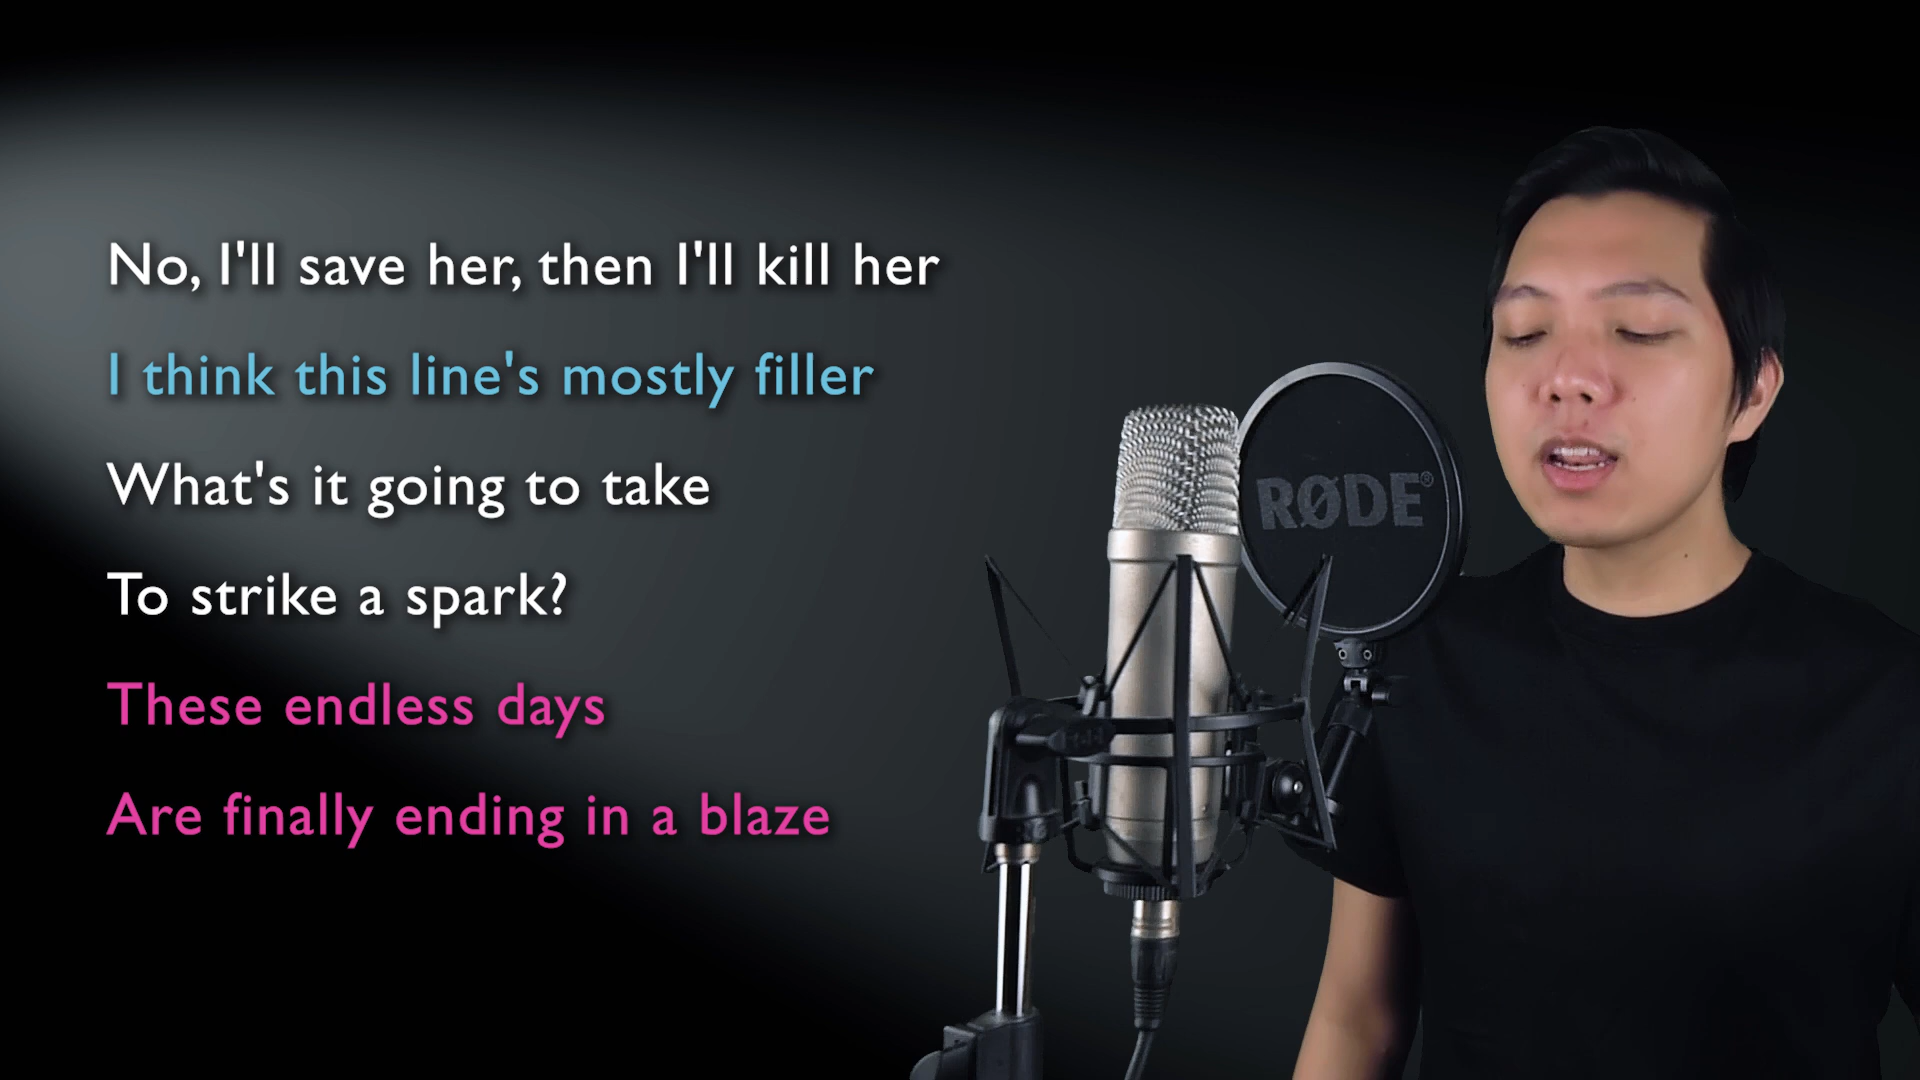 No, I'll save her, then I'll kill her
I think this line's mostly filler
What's it going to take
To strike a spark?
These endless days
Are finally ending in a blaze
RØDE®